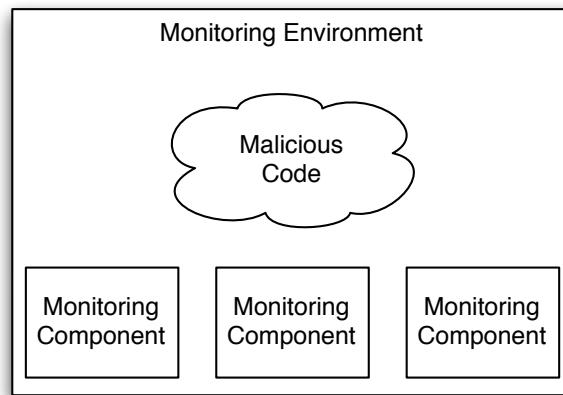 Monitoring Environment
Malicious
Code
Monitoring
Component
Monitoring
Component
Monitoring
Component